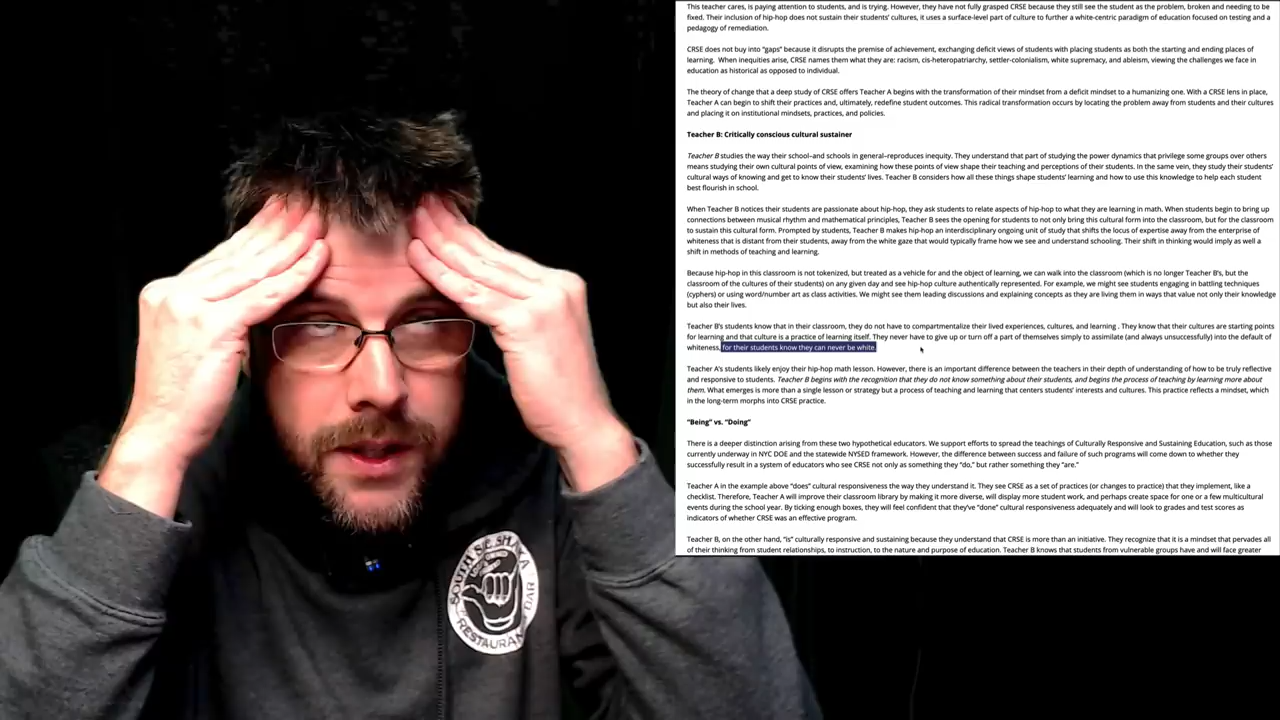 This teacher cares, is paying attention to students, and is trying. However, they have not fully grasped CRSE because they still see the student as the problem, broken and needing to be
fixed. Their inclusion of hip-hop does not sustain their students' cultures, it uses a surface-level part of culture to further a white-centric paradigm of education focused on testing and a
pedagogy of remediation.
CRSE does not buy into "gaps" because it disrupts the premise of achievement, exchanging deficit views of students with placing students as both the starting and ending places of
learning. When inequities arise, CRSE names them what they are: racism, cis-heteropatriarchy, settler-colonialism, white supremacy, and ableism, viewing the challenges we face in
education as historical as opposed to individual.
The theory of change that a deep study of CRSE offers Teacher A begins with the transformation of their mindset from a deficit mindset to a humanizing one. With a CRSE lens in place,
Teacher A can begin to shift their practices and, ultimately, redefine student outcomes. This radical transformation occurs by locating the problem away from students and their cultures
and placing it on institutional mindsets, practices, and policies.
Teacher B: Critically conscious cultural sustainer
Teacher B studies the way their school–and schools in general–reproduces inequity. They understand that part of studying the power dynamics that privilege some groups over others
means studying their own cultural points of view, examining how these points of view shape their teaching and perceptions of their students. In the same vein, they study their students'
cultural ways of knowing and get to know their students' lives. Teacher B considers how all these things shape students' learning and how to use this knowledge to help each student
best flourish in school.
When Teacher B notices their students are passionate about hip-hop, they ask students to relate aspects of hip-hop to what they are learning in math. When students begin to bring up
connections between musical rhythm and mathematical principles, Teacher B sees the opening for students to not only bring this cultural form into the classroom, but for the classroom
to sustain this cultural form. Prompted by students, Teacher B makes hip-hop an interdisciplinary ongoing unit of study that shifts the locus of expertise away from the enterprise of
whiteness that is distant from their students, away from the white gaze that would typically frame how we see and understand schooling. Their shift in thinking would imply as well a
shift in methods of teaching and learning.
Because hip-hop in this classroom is not tokenized, but treated as a vehicle for and the object of learning, we can walk into the classroom (which is no longer Teacher B's, but the
classroom of the cultures of their students) on any given day and see hip-hop culture authentically represented. For example, we might see students engaging in battling techniques
(cyphers) or using word/number art as class activities. We might see them leading discussions and explaining concepts as they are living them in ways that value not only their knowledge
but also their lives.
Teacher B's students know that in their classroom, they do not have to compartmentalize their lived experiences, cultures, and learning . They know that their cultures are starting points
for learning and that culture is a practice of learning itself. They never have to give up or turn off a part of themselves simply to assimilate (and always unsuccessfully) into the default of
whiteness, for their students know they can never be white.
Teacher A's students likely enjoy their hip-hop math lesson. However, there is an important difference between the teachers in their depth of understanding of how to be truly reflective
and responsive to students. Teacher B begins with the recognition that they do not know something about their students, and begins the process of teaching by learning more about
them. What emerges is more than a single lesson or strategy but a process of teaching and learning that centers students' interests and cultures. This practice reflects a mindset, which
in the long-term morphs into CRSE practice.
"Being" vs. "Doing"
There is a deeper distinction arising from these two hypothetical educators. We support efforts to spread the teachings of Culturally Responsive and Sustaining Education, such as those
currently underway in NYC DOE and the statewide NYSED framework. However, the difference between success and failure of such programs will come down to whether they
successfully result in a system of educators who see CRSE not only as something they "do," but rather something they "are."
Teacher A in the example above "does" cultural responsiveness the way they understand it. They see CRSE as a set of practices (or changes to practice) that they implement, like a
checklist. Therefore, Teacher A will improve their classroom library by making it more diverse, will display more student work, and perhaps create space for one or a few multicultural
events during the school year. By ticking enough boxes, they will feel confident that they've "done" cultural responsiveness adequately and will look to grades and test scores as
indicators of whether CRSE was an effective program.
Teacher B, on the other hand, "is" culturally responsive and sustaining because they understand that CRSE is more than an initiative. They recognize that it is a mindset that pervades all
of their thinking from student relationships, to instruction, to the nature and purpose of education. Teacher B knows that students from vulnerable groups have and will face greater
SHAKA
RESTAURANT
BAR